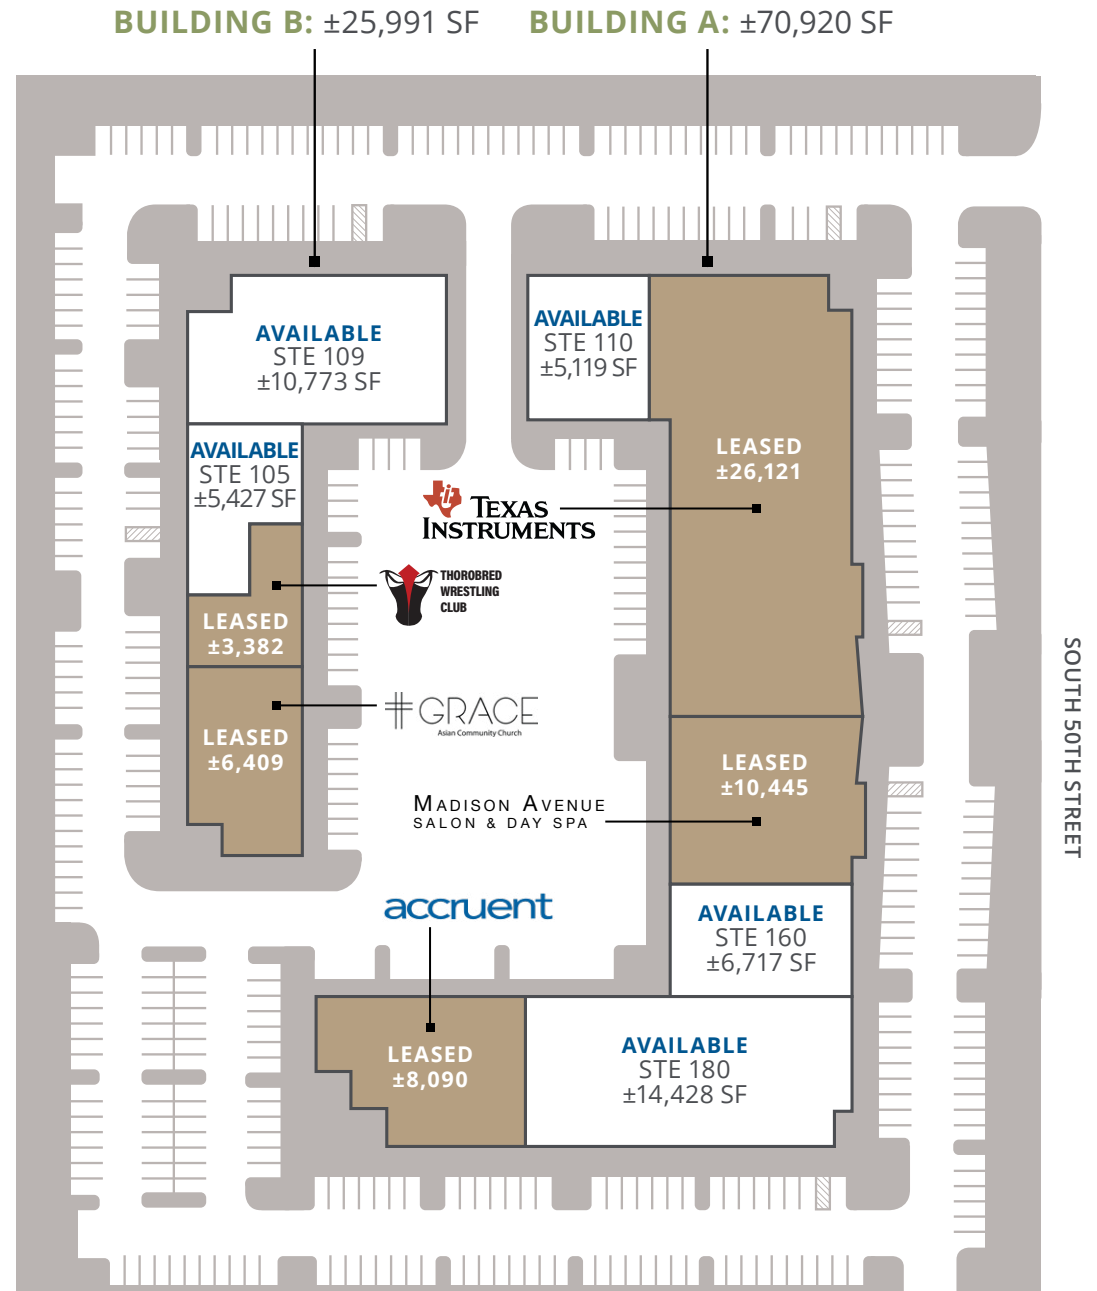 BUILDING B: ±25,991 SF
BUILDING A: ±70,920 SF
AVAILABLE
STE 109
±10,773 SF
AVAILABLE
STE 110
±5,119 SF
AVAILABLE
STE 105
±5,427 SF
LEASED
±26,121
TEXAS
INSTRUMENTS
THOROBRED
WRESTLING
CLUB
LEASED
±3,382
GRACE
Asian Community Church
LEASED
±6,409
LEASED
±10,445
MADISON AVENUE
SALON & DAY SPA
accruent
AVAILABLE
STE 160
±6,717 SF
LEASED
±8,090
AVAILABLE
STE 180
±14,428 SF
SOUTH 50TH STREET